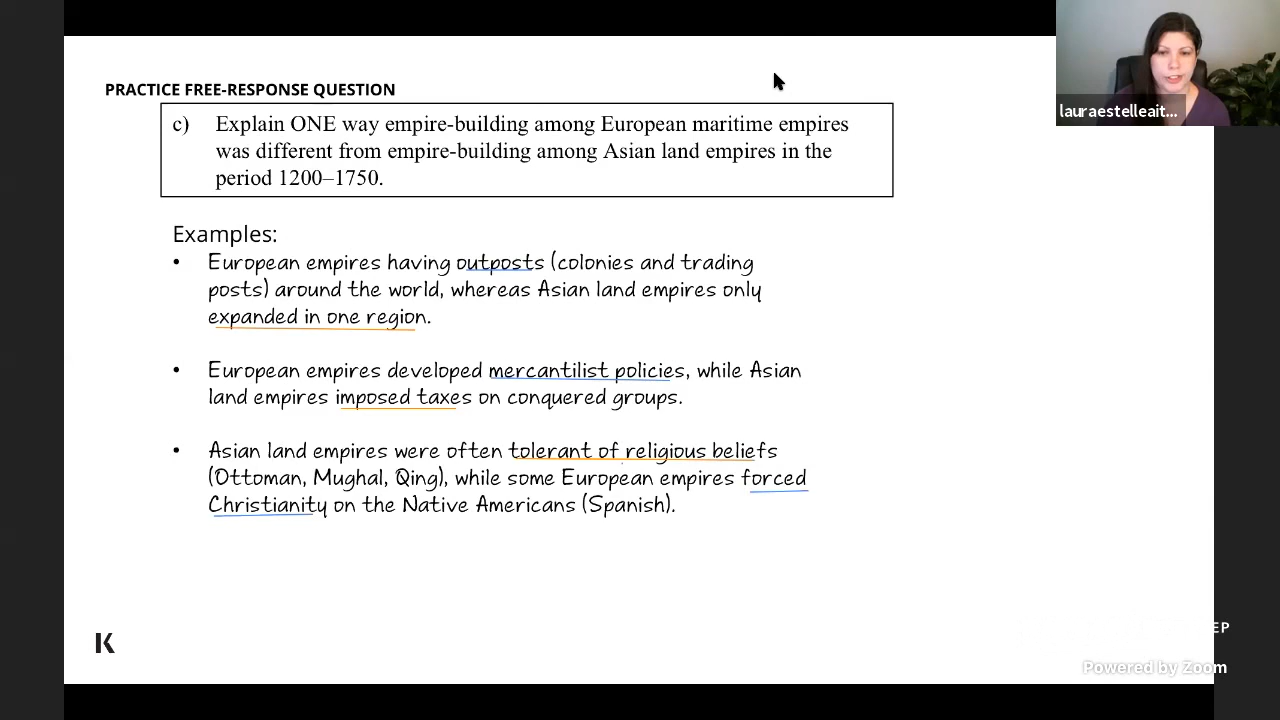 lauraestelleait...
PRACTICE FREE-RESPONSE QUESTION
c) Explain ONE way empire-building among European maritime empires
was different from empire-building among Asian land empires in the
period 1200–1750.
Examples:
• European empires having outposts (colonies and trading
posts) around the world, whereas Asian land empires only
expanded in one region.
• European empires developed mercantilist policies, while Asian
land empires imposed taxes on conquered groups.
• Asian land empires were often tolerant of religious beliefs
(Ottoman, Mughal, Qing), while some European empires forced
Christianity on the Native Americans (Spanish).
K
EP
Powered by Zoom